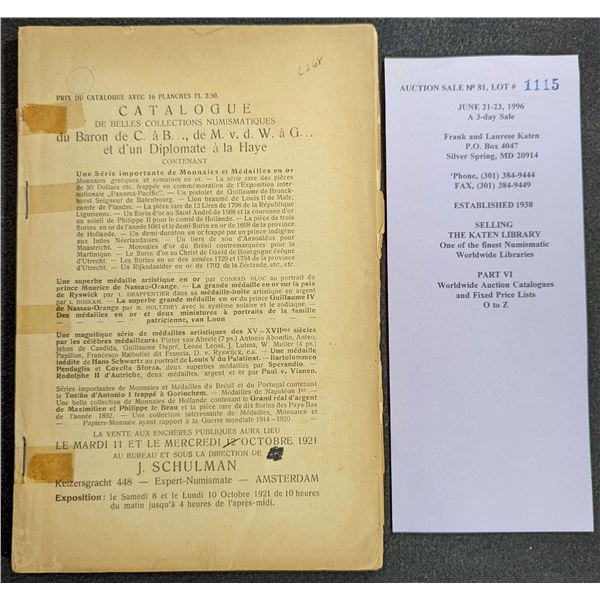 C268
PRIX DU CATALOGUE AVEC 16 PLANCHES Fl. 2.50.
CATALOGUE
DE BELLES COLLECTIONS NUMISMATIQUES
du Baron de C. à B..., de M. v. d. W. à G...
et d'un Diplomate à la Haye
CONTENANT
Une Série importante de Monnaies et Médailles en or
Monnaies grecques et romaines en or. — La série rare des pièces
de 50 Dollars etc. frappée en commémoration de l'Exposition inter-
nationale „Panama-Pacific". — Un pistolet de Guillaume de Bronck-
horst Seigneur de Batenbourg. — Lion heaumé de Louis II de Male,
comte de Flandre. — La pièce rare de 12 Lires de 1798 de la République
Ligurienne. — Un florin d'or au Saint André de 1568 et la couronne d'or
au soleil de Philippe II pour le comté de Hollande. — La pièce de trois
florins en or de l'année 1681 et le demi florin en or 1698 de la province
de Hollande. — Un demi-ducaton en or frappé par un prince indigène
aux Indes Néerlandaises. — Un tiers de sou d'Ansoaldus pour
Maestricht. — Monnaies d'or du Brésil contremarquées pour la
Martinique. — Le florin d'or au Christ de David de Bourgogne évêque
d'Utrecht. — Les florins en or des années 1729 et 1794 de la province
d'Utrecht. — Un Rijksdaalder en or de 1792 de la Zéelande, etc., etc.
Une superbe médaille artistique en or par CONRAD BLOC au portrait du
prince Maurice de Nassau-Orange. — La grande médaille en or sur la paix
de Ryswick par J. DRAPPENTIER dans sa médaille-boîte artistique en argent
par J. BOSKAM. — La superbe grande médaille en or du prince Guillaume IV
de Nassau-Orange par M. HOLTZHEY avec le système solaire et le zodiaque. —
Des médailles en or et deux miniatures à portraits de la famille
patricienne, van Loon
Une magnifique série de médailles artistiques des XV—XVIIme siècles
par les célèbres médailleurs: Pieter van Abeele (7 ps.) Antonio Abondio, Anteo,
Jehan de Candida, Guillaume Dupré, Leone Leoni, J. Lutma, W. Muller (4 ps.)
Papillon, Francesco Raibolini dit Francia, D. v. Ryswijck, e.a. — Une médaille
inédite de Hans Schwartz au portrait de Louis V du Palatinat. — Bartolommeo
Pendaglia et Covella Sforza, deux superbes médailles par Sperandio. —
Rodolphe II d'Autriche, deux médailles, argent et or par Paul v. Vianen.
Séries importantes de Monnaies et Médailles du Brésil et du Portugal contenant
le Tostão d'Antonio I frappé à Gorinchem. — Médailles de Napoléon Ier —
Une belle collection de Monnaies de Hollande contenant le Grand réal d'argent
de Maximilien et Philippe le Beau et la pièce rare de dix florins des Pays-Bas
de l'année 1892. — Une collection intéressante de Médailles, Monnaies et
Papiers-Monnaie ayant rapport à la Guerre mondiale 1914—1920
LA VENTE AUX ENCHÈRES PUBLIQUES AURA LIEU
LE MARDI 11 ET LE MERCREDI 12 OCTOBRE 1921
AU BUREAU ET SOUS LA DIRECTION DE
J. SCHULMAN
Keizersgracht 448 — Expert-Numismate — AMSTERDAM
Exposition: le Samedi 8 et le Lundi 10 Octobre 1921 de 10 heures
du matin jusqu'à 4 heures de l'après-midi.
AUCTION SALE Nº 81, LOT # 1115
JUNE 21-23, 1996
A 3-day Sale
Frank and Laurese Katen
P.O. Box 4047
Silver Spring, MD 20914
'Phone, (301) 384-9444
FAX, (301) 384-9449
ESTABLISHED 1938
SELLING
THE KATEN LIBRARY
One of the finest Numismatic
Worldwide Libraries
PART VI
Worldwide Auction Catalogues
and Fixed Price Lists
O to Z